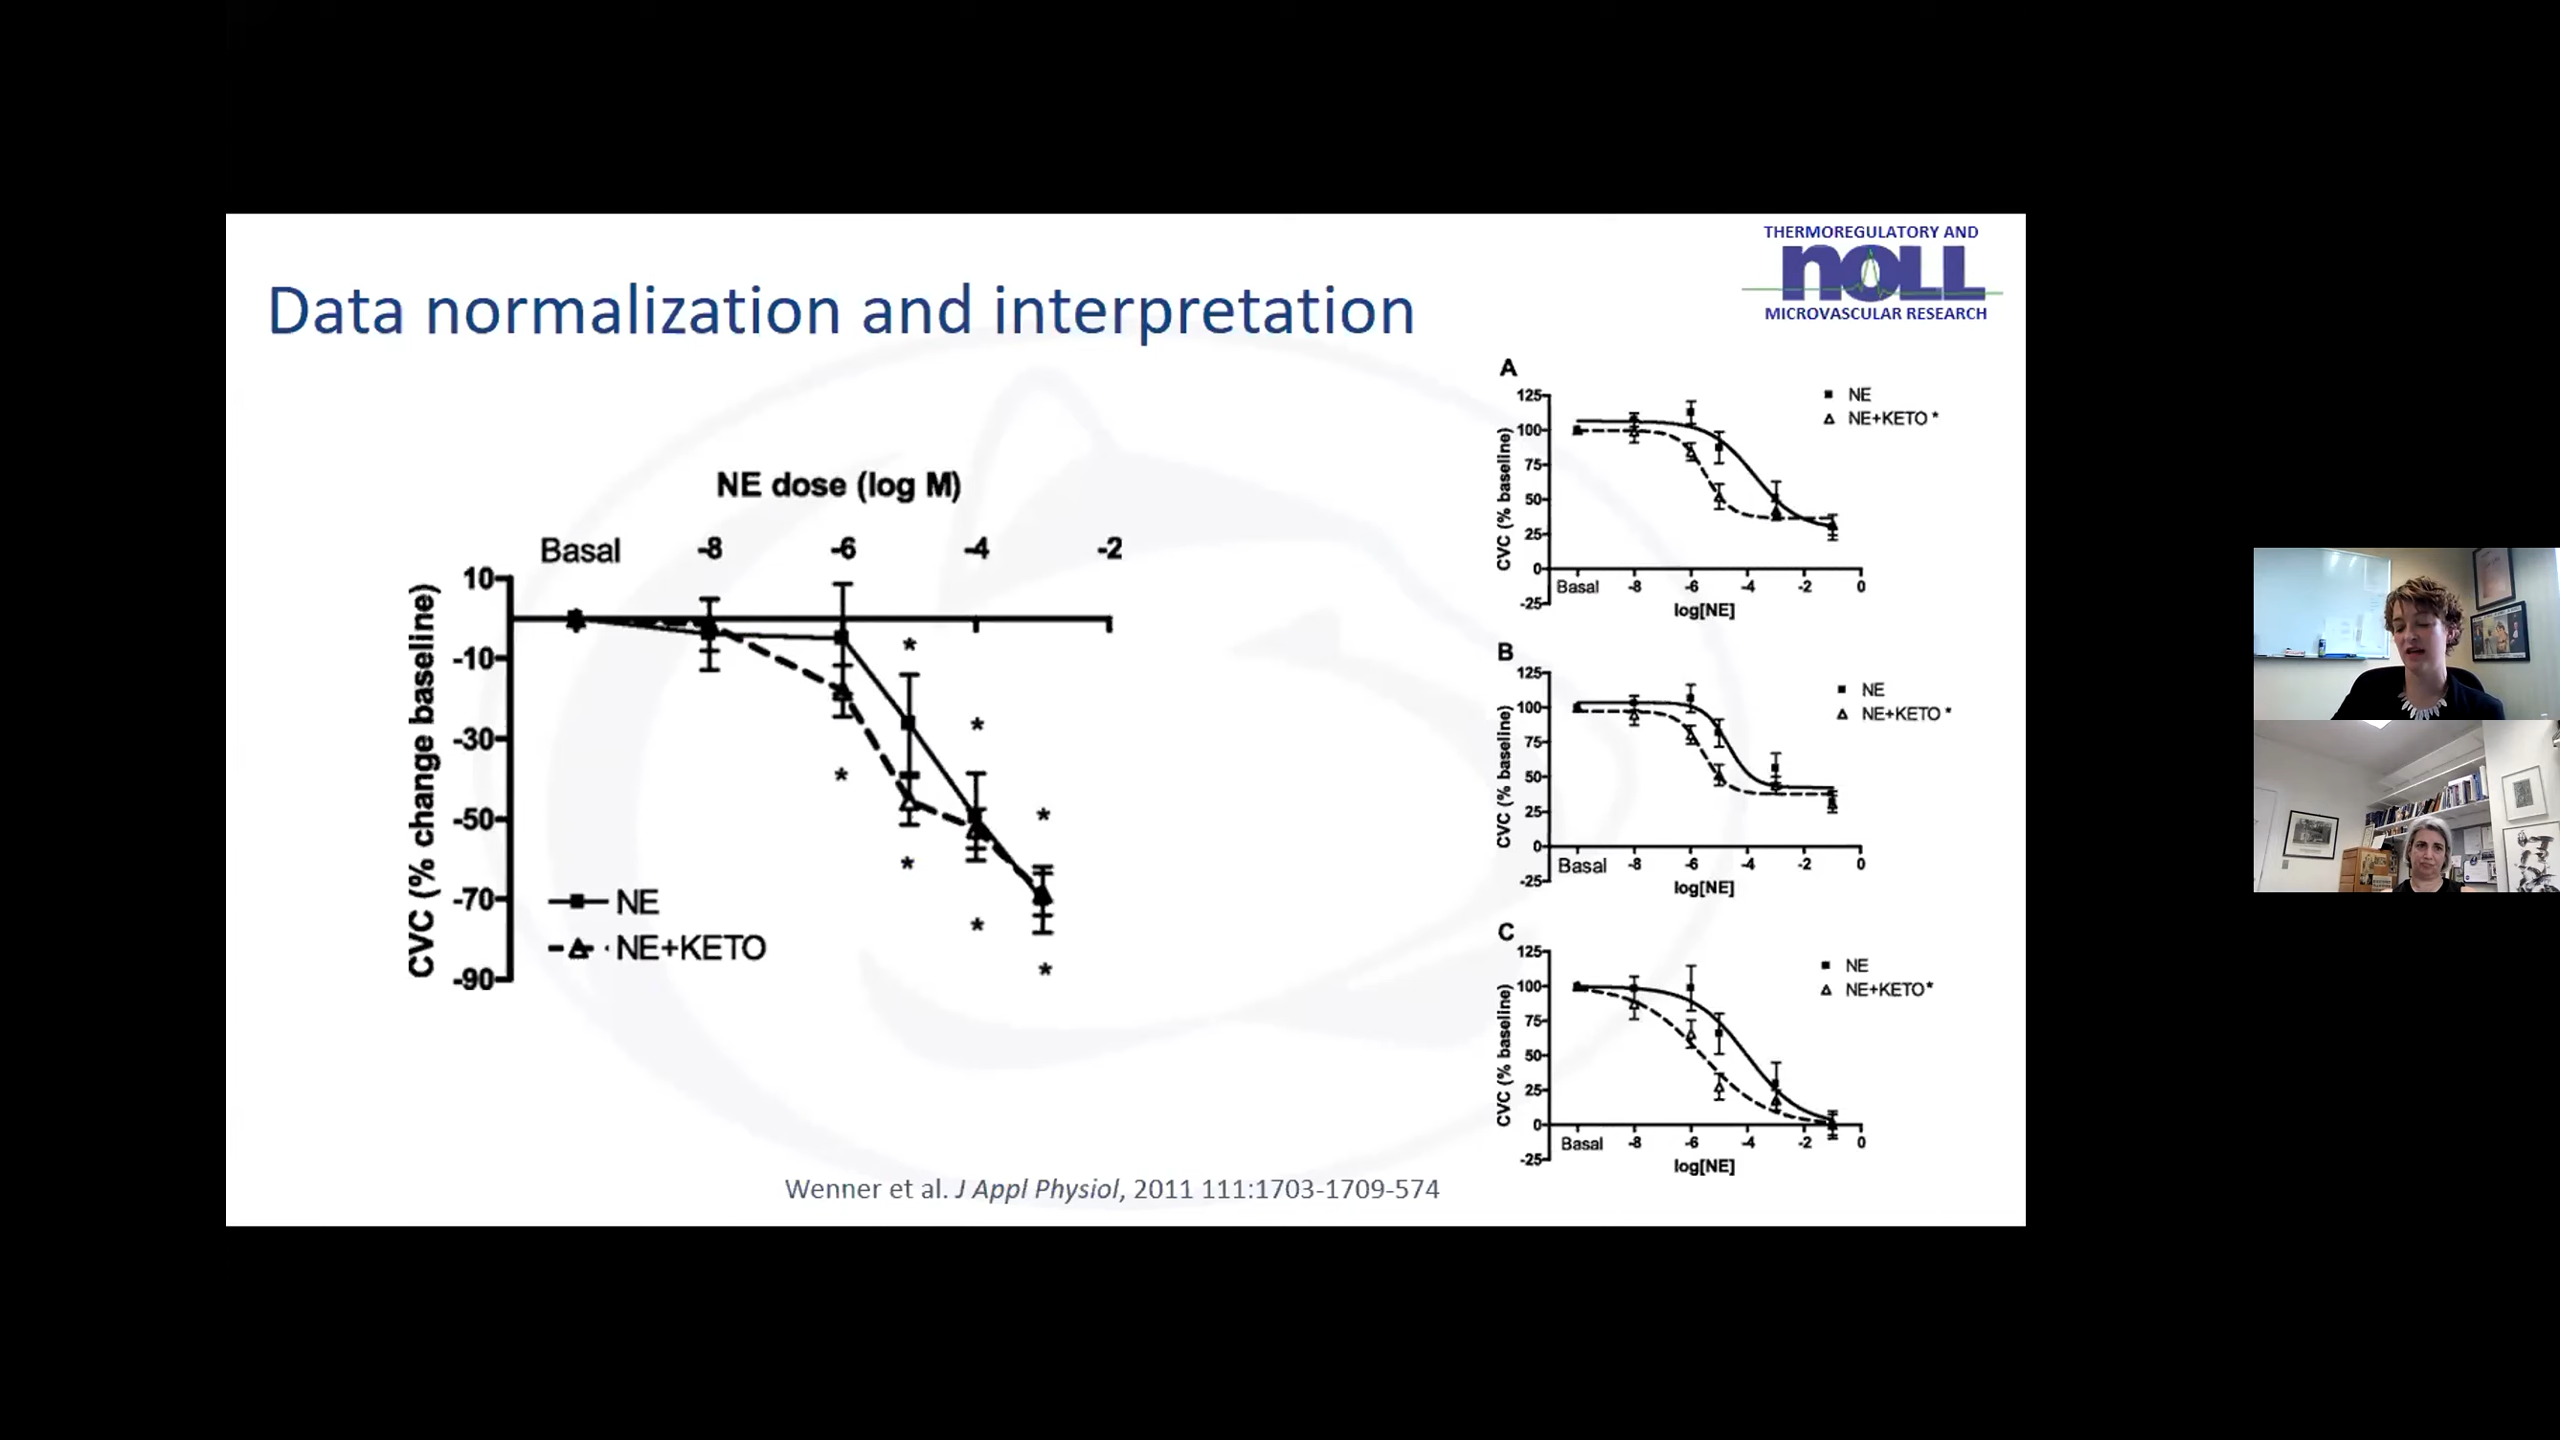 THERMOREGULATORY AND
noLL
MICROVASCULAR RESEARCH
Data normalization and interpretation
NE dose (log M)
Basal -8 -6 -4 -2
CVC (% change baseline)
10
-10
-30
-50
-70
-90
* * * * * * *
NE
NE+KETO
A
CVC (% baseline)
125
100
75
50
25
0
-25
NE
NE+KETO *
Basal -8 -6 -4 -2 0
log[NE]
B
CVC (% baseline)
125
100
75
50
25
0
-25
NE
NE+KETO *
Basal -8 -6 -4 -2 0
log[NE]
C
CVC (% baseline)
125
100
75
50
25
0
-25
NE
NE+KETO*
Basal -8 -6 -4 -2 0
log[NE]
Wenner et al. J Appl Physiol, 2011 111:1703-1709-574